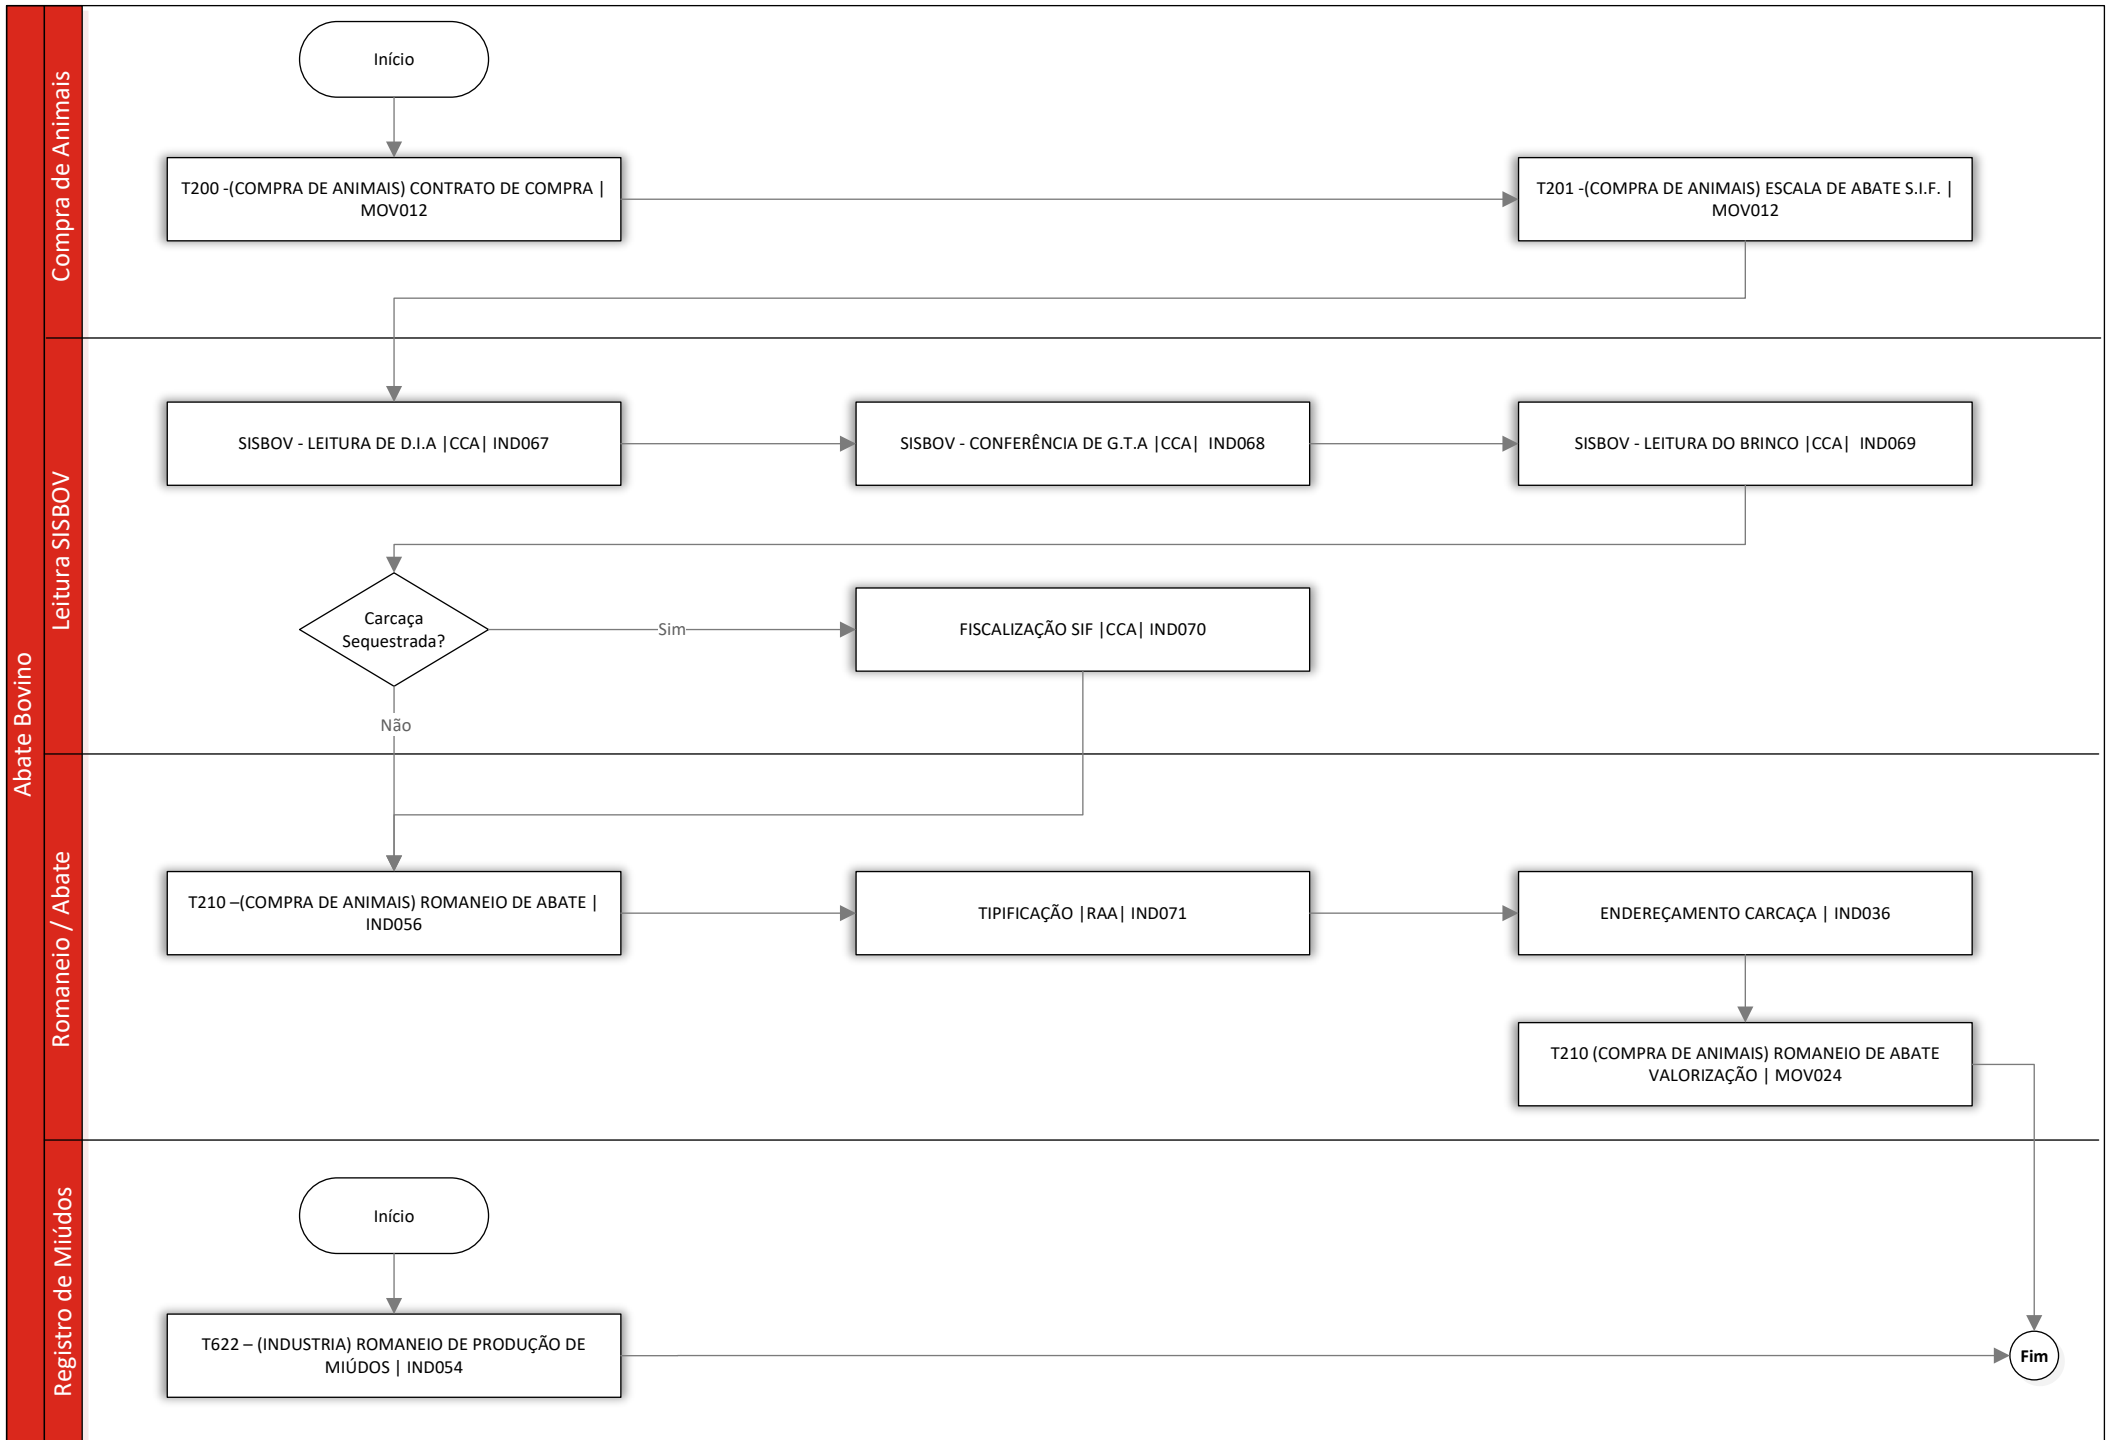 Abate Bovino
Compra de Animais
Início
T200 -(COMPRA DE ANIMAIS) CONTRATO DE COMPRA |
MOV012
T201 -(COMPRA DE ANIMAIS) ESCALA DE ABATE S.I.F. |
MOV012
Leitura SISBOV
SISBOV - LEITURA DE D.I.A |CCA| IND067
SISBOV - CONFERÊNCIA DE G.T.A |CCA|  IND068
SISBOV - LEITURA DO BRINCO |CCA|  IND069
Carcaça
Sequestrada?
Sim
FISCALIZAÇÃO SIF |CCA| IND070
Não
Romaneio / Abate
T210 –(COMPRA DE ANIMAIS) ROMANEIO DE ABATE |
IND056
TIPIFICAÇÃO |RAA| IND071
ENDEREÇAMENTO CARCAÇA | IND036
T210 (COMPRA DE ANIMAIS) ROMANEIO DE ABATE
VALORIZAÇÃO | MOV024
Registro de Miúdos
Início
T622 – (INDUSTRIA) ROMANEIO DE PRODUÇÃO DE
MIÚDOS | IND054
Fim